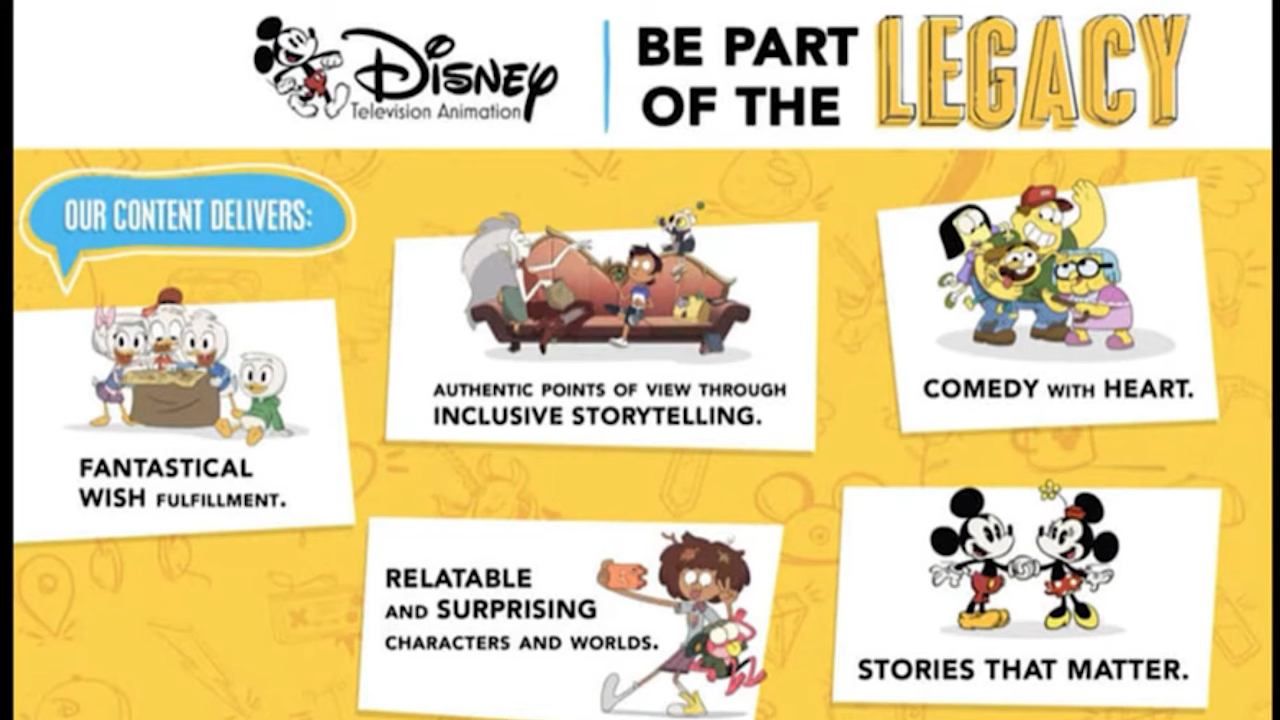 Disney
Television Animation
BE PART
OF THE
LEGACY
OUR CONTENT DELIVERS:
FANTASTICAL
WISH FULFILLMENT.
AUTHENTIC POINTS OF VIEW THROUGH
INCLUSIVE STORYTELLING.
COMEDY WITH HEART.
RELATABLE
AND SURPRISING
CHARACTERS AND WORLDS.
STORIES THAT MATTER.